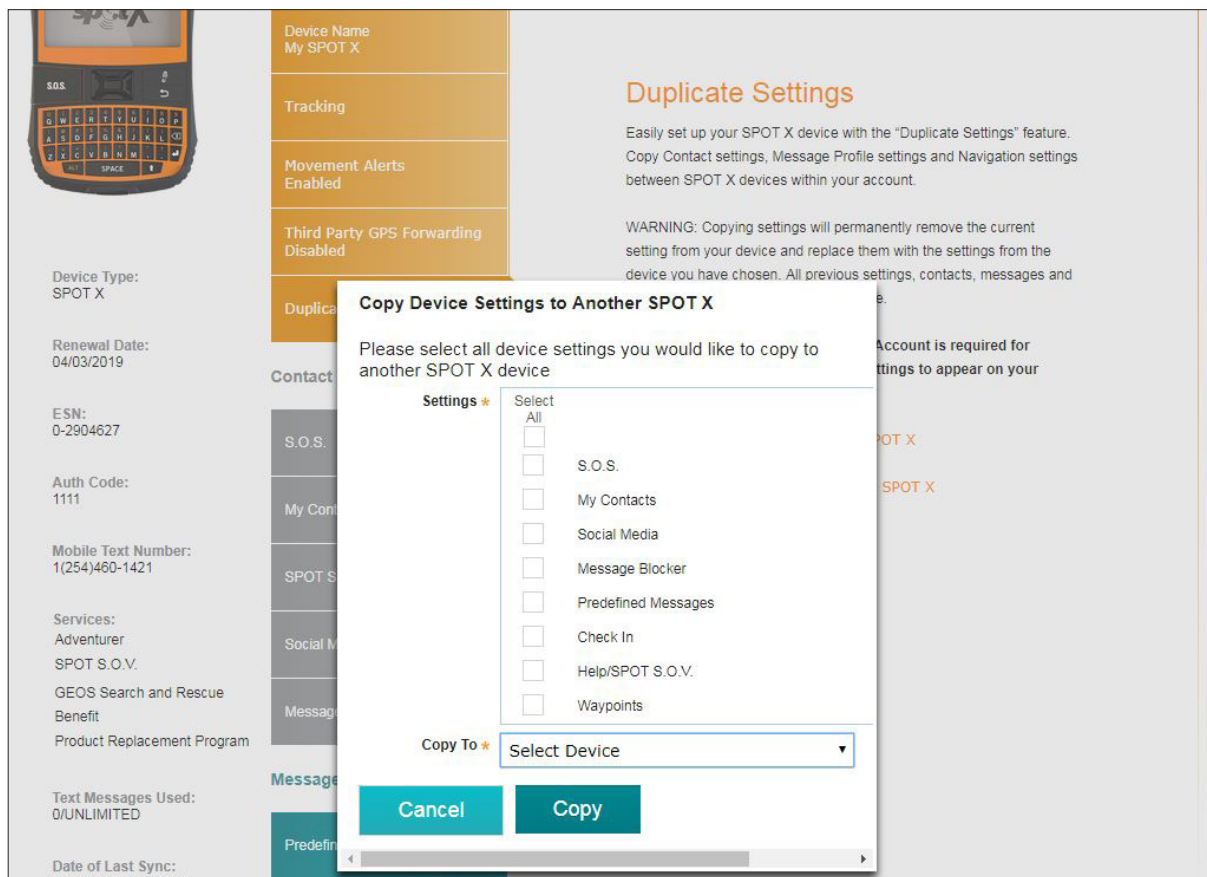 spot X
S.O.S.
Q W E R T Y U I O P
A S D F G H J K L
Z X C V B N M
ALT SPACE
Device Type:
SPOT X
Renewal Date:
04/03/2019
ESN:
0-2904627
Auth Code:
1111
Mobile Text Number:
1(254)460-1421
Services:
Adventurer
SPOT S.O.V.
GEOS Search and Rescue
Benefit
Product Replacement Program
Text Messages Used:
0/UNLIMITED
Date of Last Sync:
Device Name
My SPOT X
Tracking
Movement Alerts
Enabled
Third Party GPS Forwarding
Disabled
Duplica
Contact
S.O.S.
My Cont
SPOT S
Social M
Message
Message
Predefin
Duplicate Settings
Easily set up your SPOT X device with the “Duplicate Settings” feature.
Copy Contact settings, Message Profile settings and Navigation settings
between SPOT X devices within your account.
WARNING: Copying settings will permanently remove the current
setting from your device and replace them with the settings from the
device you have chosen. All previous settings, contacts, messages and
e.
Account is required for
ttings to appear on your
POT X
SPOT X
Copy Device Settings to Another SPOT X
Please select all device settings you would like to copy to
another SPOT X device
Settings *
Select
All
S.O.S.
My Contacts
Social Media
Message Blocker
Predefined Messages
Check In
Help/SPOT S.O.V.
Waypoints
Copy To * Select Device
Cancel Copy